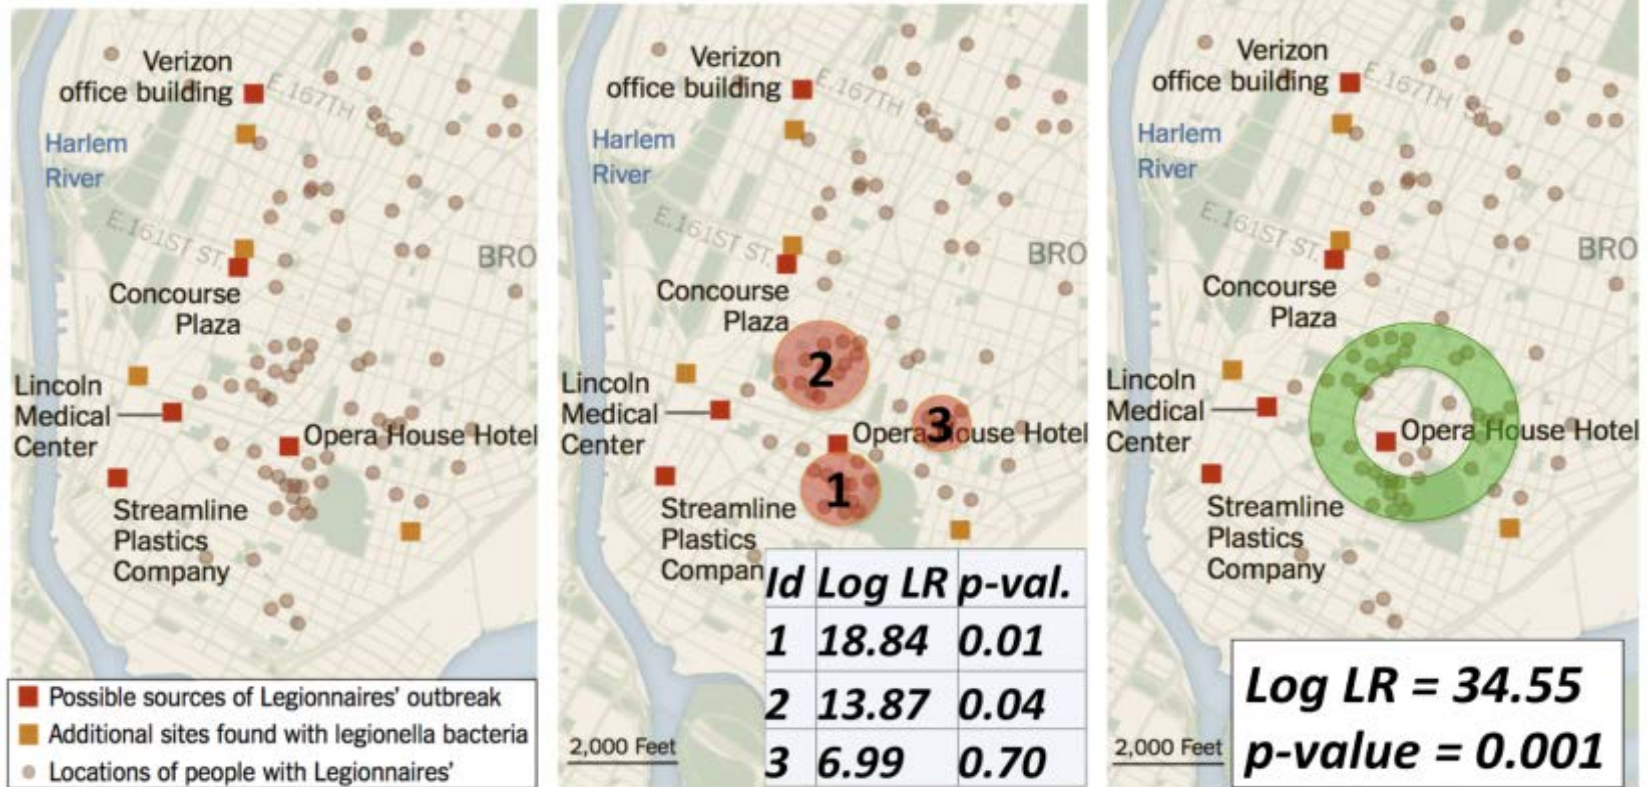 Verizon
office building
E. 167TH ST.
Harlem
River
E. 161ST ST.
BRO
Concourse
Plaza
Lincoln
Medical
Center
Opera House Hotel
Streamline
Plastics
Company
Possible sources of Legionnaires' outbreak
Additional sites found with legionella bacteria
Locations of people with Legionnaires'
Verizon
office building
E. 167TH ST.
Harlem
River
E. 161ST ST.
BRO
Concourse
Plaza
2
Lincoln
Medical
Center
3
Opera House Hotel
1
Streamline
Plastics
Compan
Id Log LR p-val.
1 18.84 0.01
2 13.87 0.04
3 6.99 0.70
2,000 Feet
Verizon
office building
E. 167TH ST.
Harlem
River
E. 161ST ST.
BRO
Concourse
Plaza
Lincoln
Medical
Center
Opera House Hotel
Streamline
Plastics
Company
2,000 Feet
Log LR = 34.55
p-value = 0.001